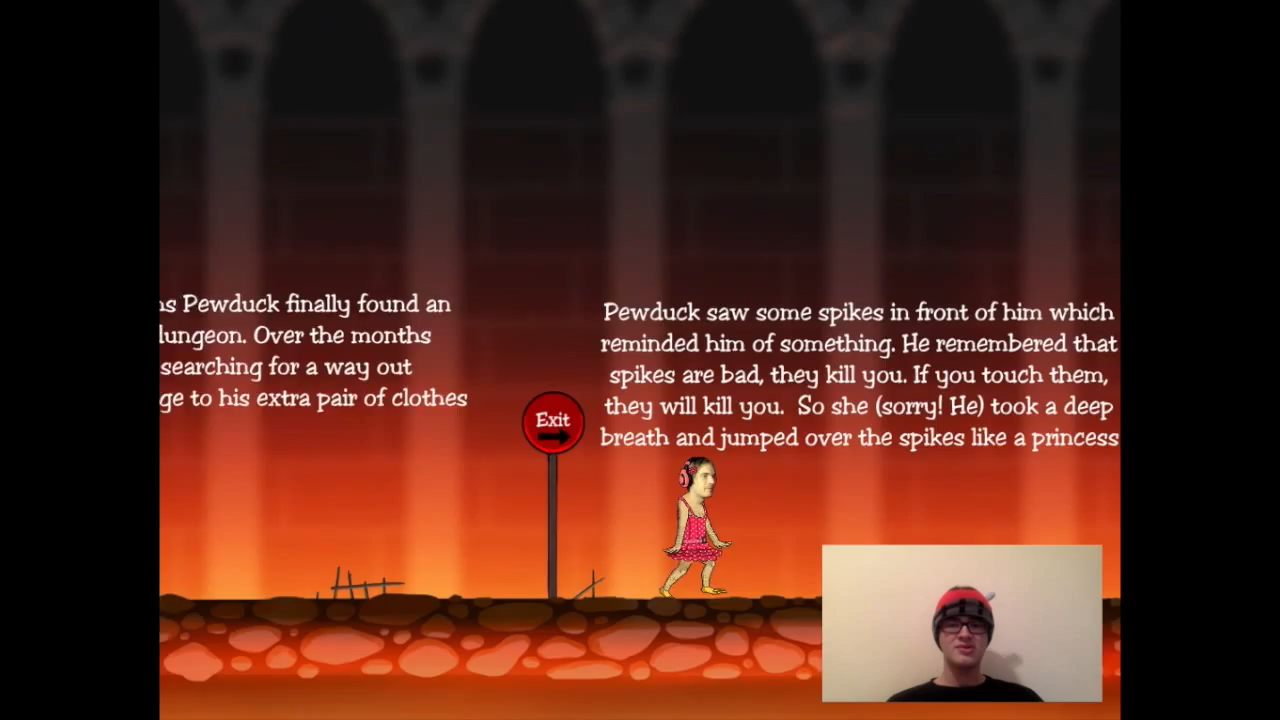 Pewduck finally found an
dungeon. Over the months
searching for a way out
to his extra pair of clothes
Exit
Pewduck saw some spikes in front of him which
reminded him of something. He remembered that
spikes are bad, they kill you. If you touch them,
they will kill you. So she (sorry! He) took a deep
breath and jumped over the spikes like a princess